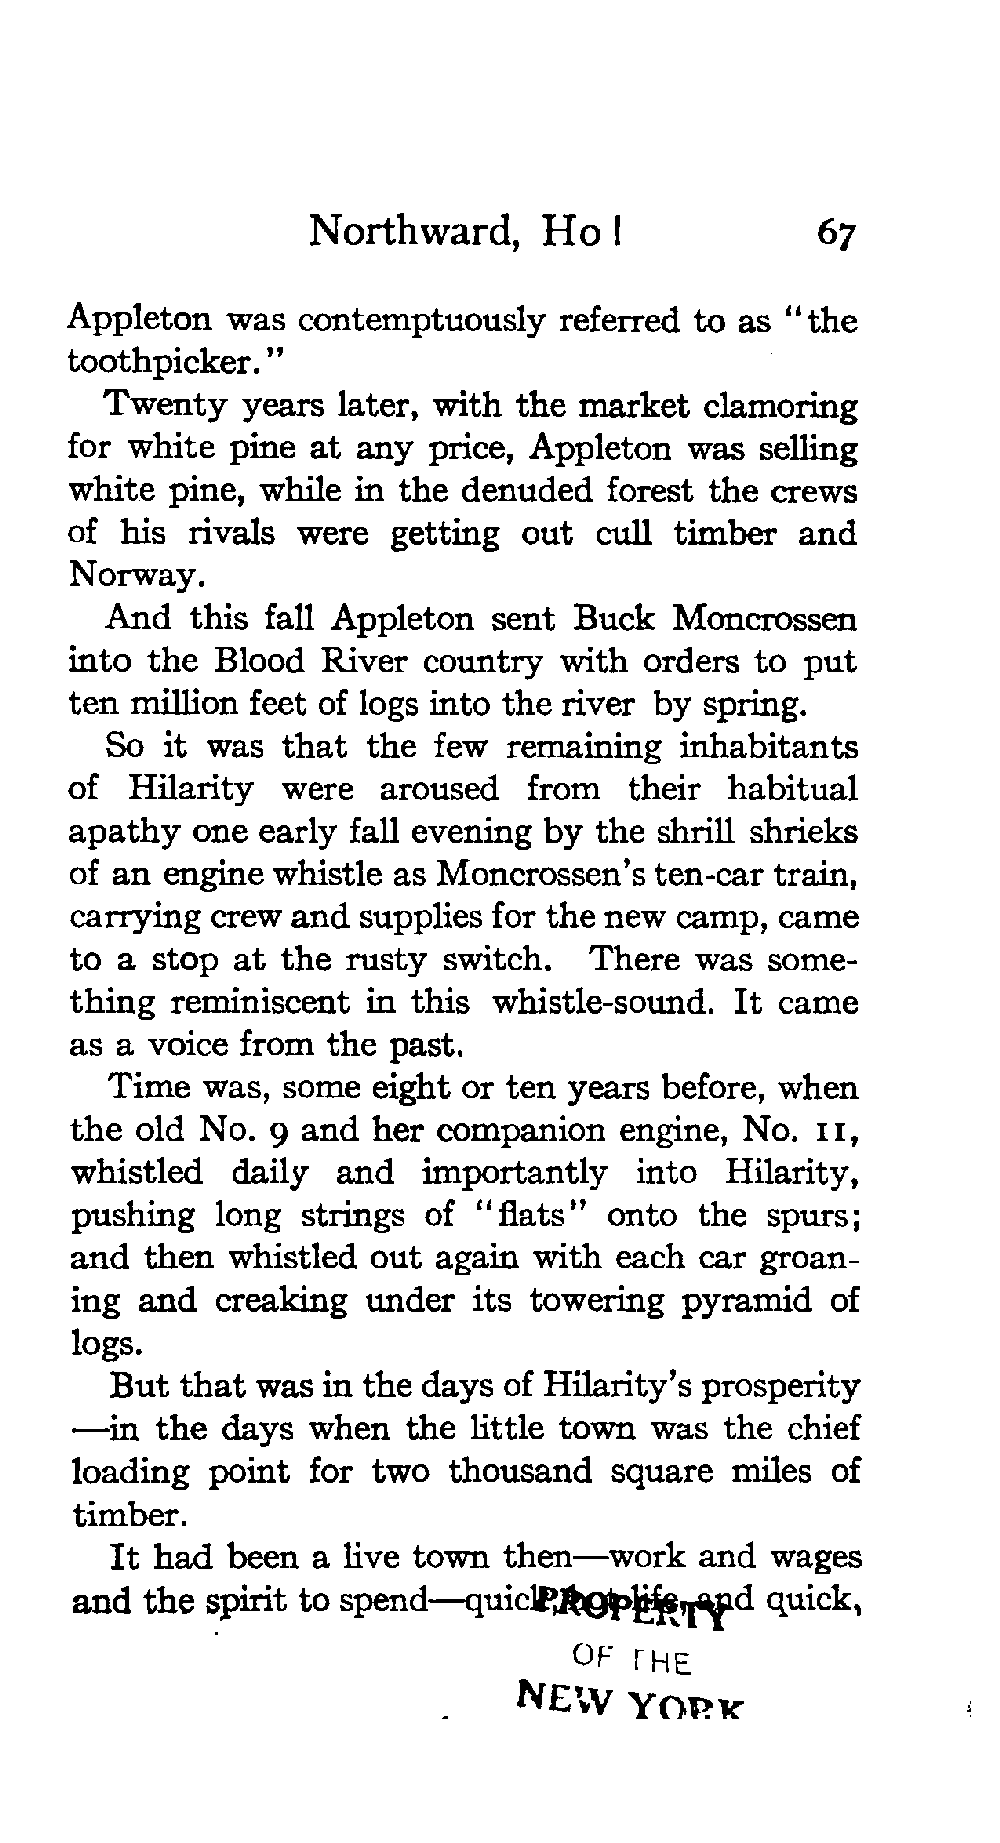 Northward, Ho! 67
Appleton was contemptuously referred to as "the
toothpicker."
Twenty years later, with the market clamoring
for white pine at any price, Appleton was selling
white pine, while in the denuded forest the crews
of his rivals were getting out cull timber and
Norway.
And this fall Appleton sent Buck Moncrossen
into the Blood River country with orders to put
ten million feet of logs into the river by spring.
So it was that the few remaining inhabitants
of Hilarity were aroused from their habitual
apathy one early fall evening by the shrill shrieks
of an engine whistle as Moncrossen's ten-car train,
carrying crew and supplies for the new camp, came
to a stop at the rusty switch. There was some-
thing reminiscent in this whistle-sound. It came
as a voice from the past.
Time was, some eight or ten years before, when
the old No. 9 and her companion engine, No. 11,
whistled daily and importantly into Hilarity,
pushing long strings of "flats" onto the spurs;
and then whistled out again with each car groan-
ing and creaking under its towering pyramid of
logs.
But that was in the days of Hilarity's prosperity
—in the days when the little town was the chief
loading point for two thousand square miles of
timber.
It had been a live town then—work and wages
and the spirit to spend—quick, hot life, and quick,
PROPERTY
OF THE
NEW YORK